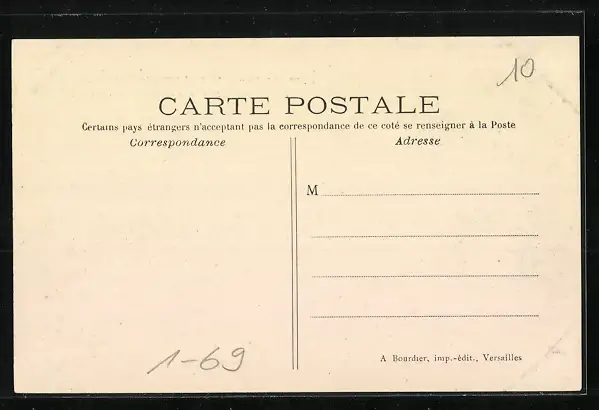 10
CARTE POSTALE
Certains pays étrangers n'acceptant pas la correspondance de ce coté se renseigner à la Poste
Correspondance
Adresse
M
1-69
A Bourdier, imp.-édit., Versailles